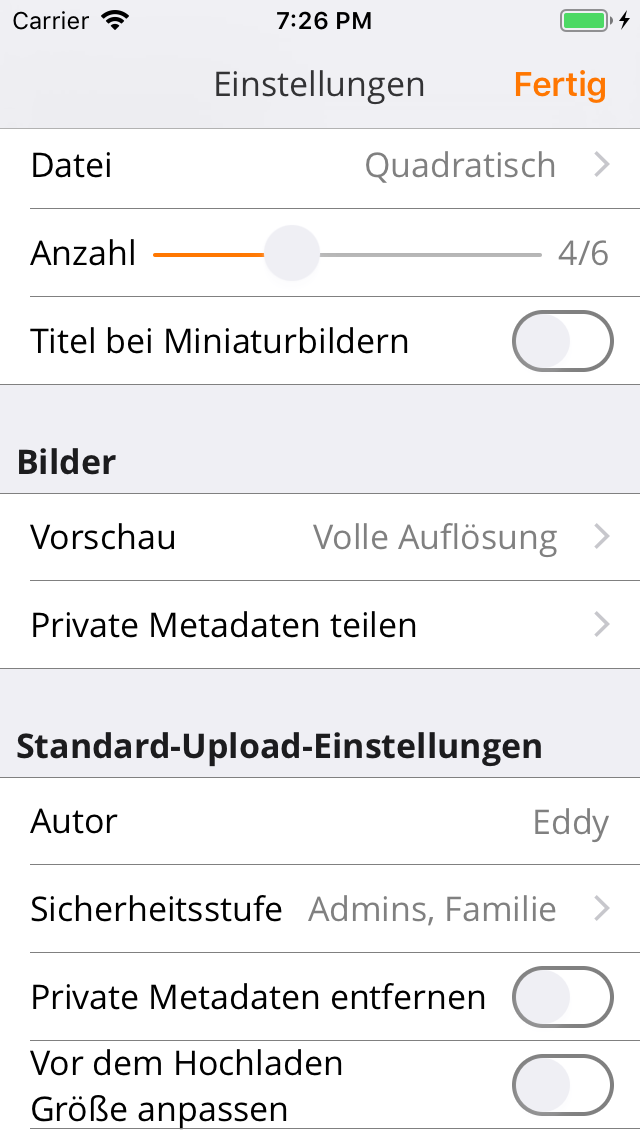 Carrier 7:26 PM
Einstellungen Fertig
Datei Quadratisch
Anzahl 4/6
Titel bei Miniaturbildern
Bilder
Vorschau Volle Auflösung
Private Metadaten teilen
Standard-Upload-Einstellungen
Autor Eddy
Sicherheitsstufe Admins, Familie
Private Metadaten entfernen
Vor dem Hochladen
Größe anpassen